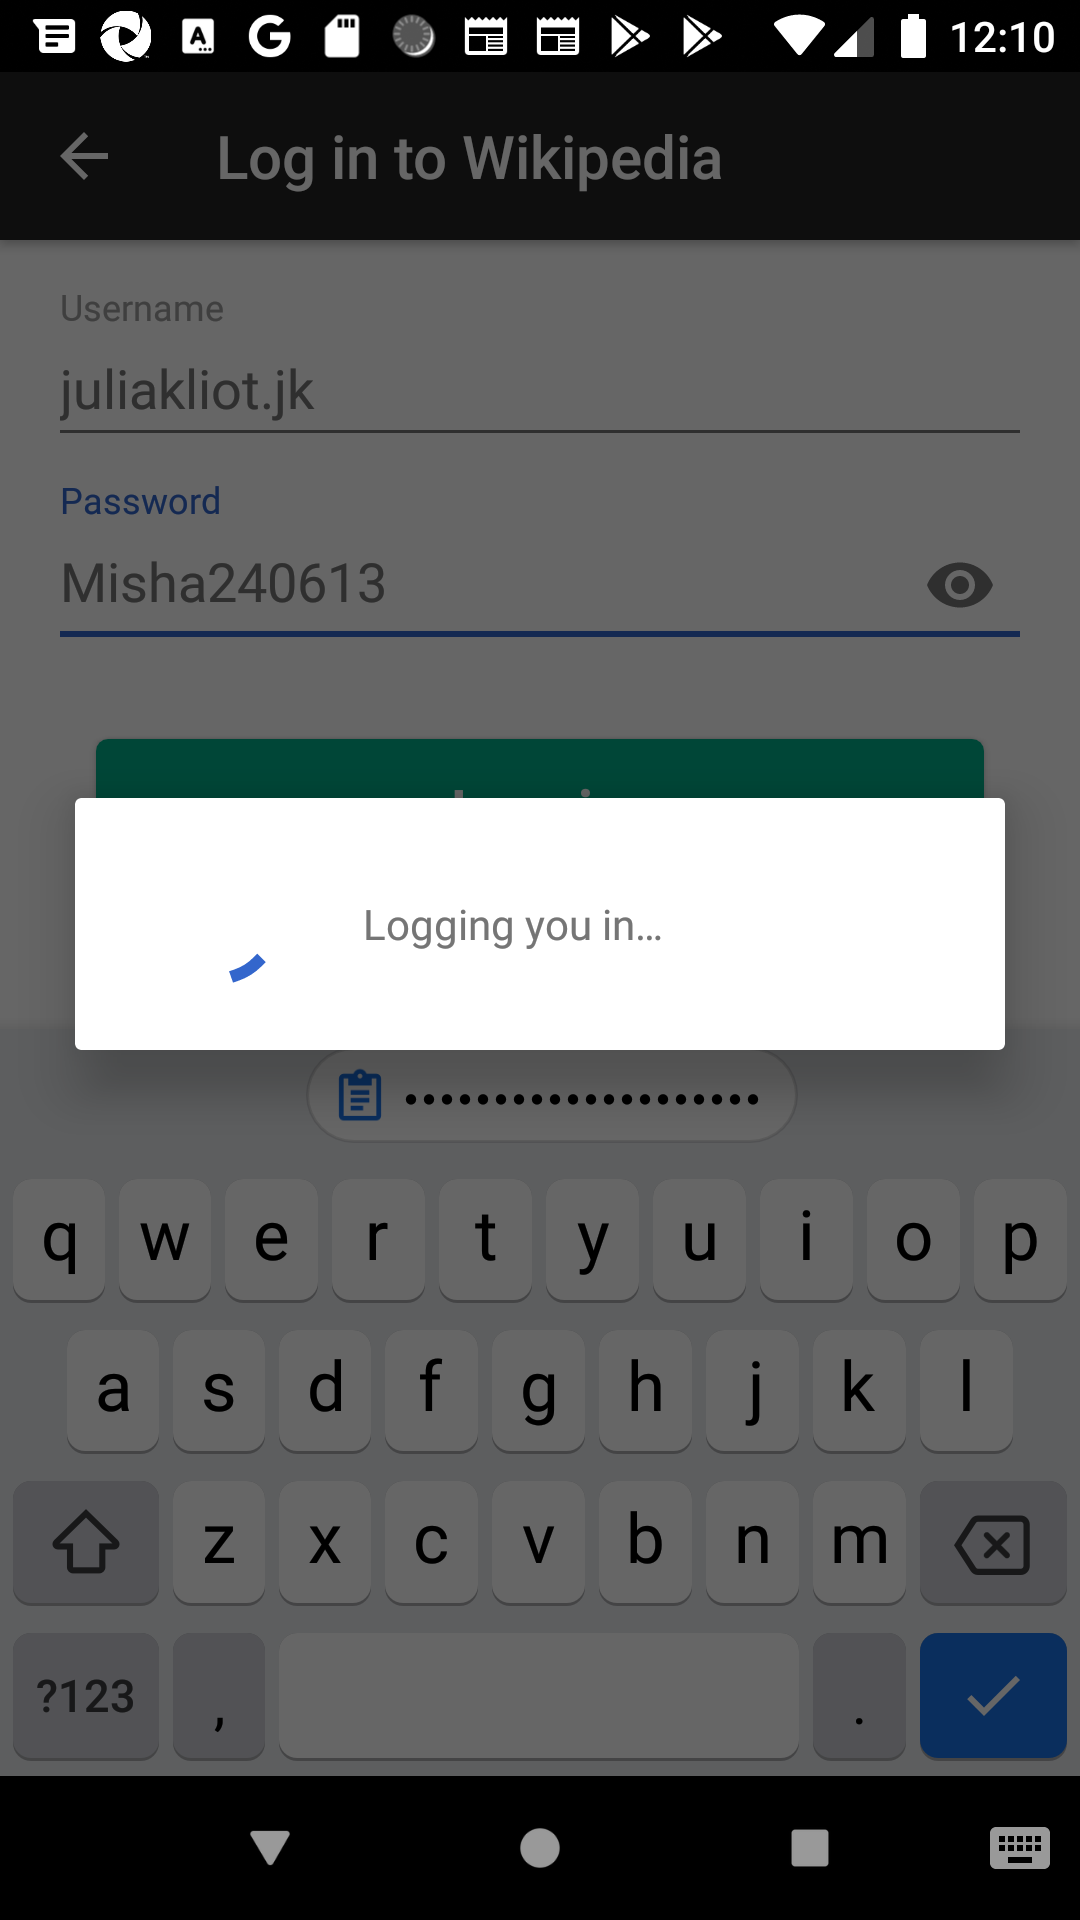 12:10
Log in to Wikipedia
Username
juliakliot.jk
Password
Misha240613
Logging you in...
••••••••••••••••••••
q w e r t y u i o p
a s d f g h j k l
z x c v b n m
?123 , .